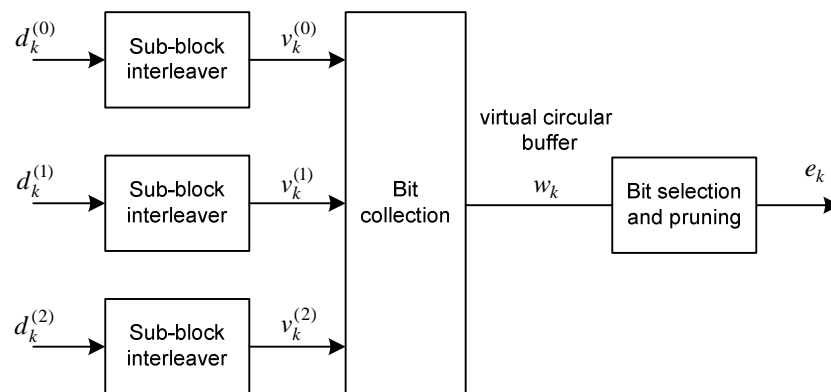 d_k^{(0)}
Sub-block
interleaver
v_k^{(0)}
d_k^{(1)}
Sub-block
interleaver
v_k^{(1)}
d_k^{(2)}
Sub-block
interleaver
v_k^{(2)}
Bit
collection
virtual circular
buffer
w_k
Bit selection
and pruning
e_k